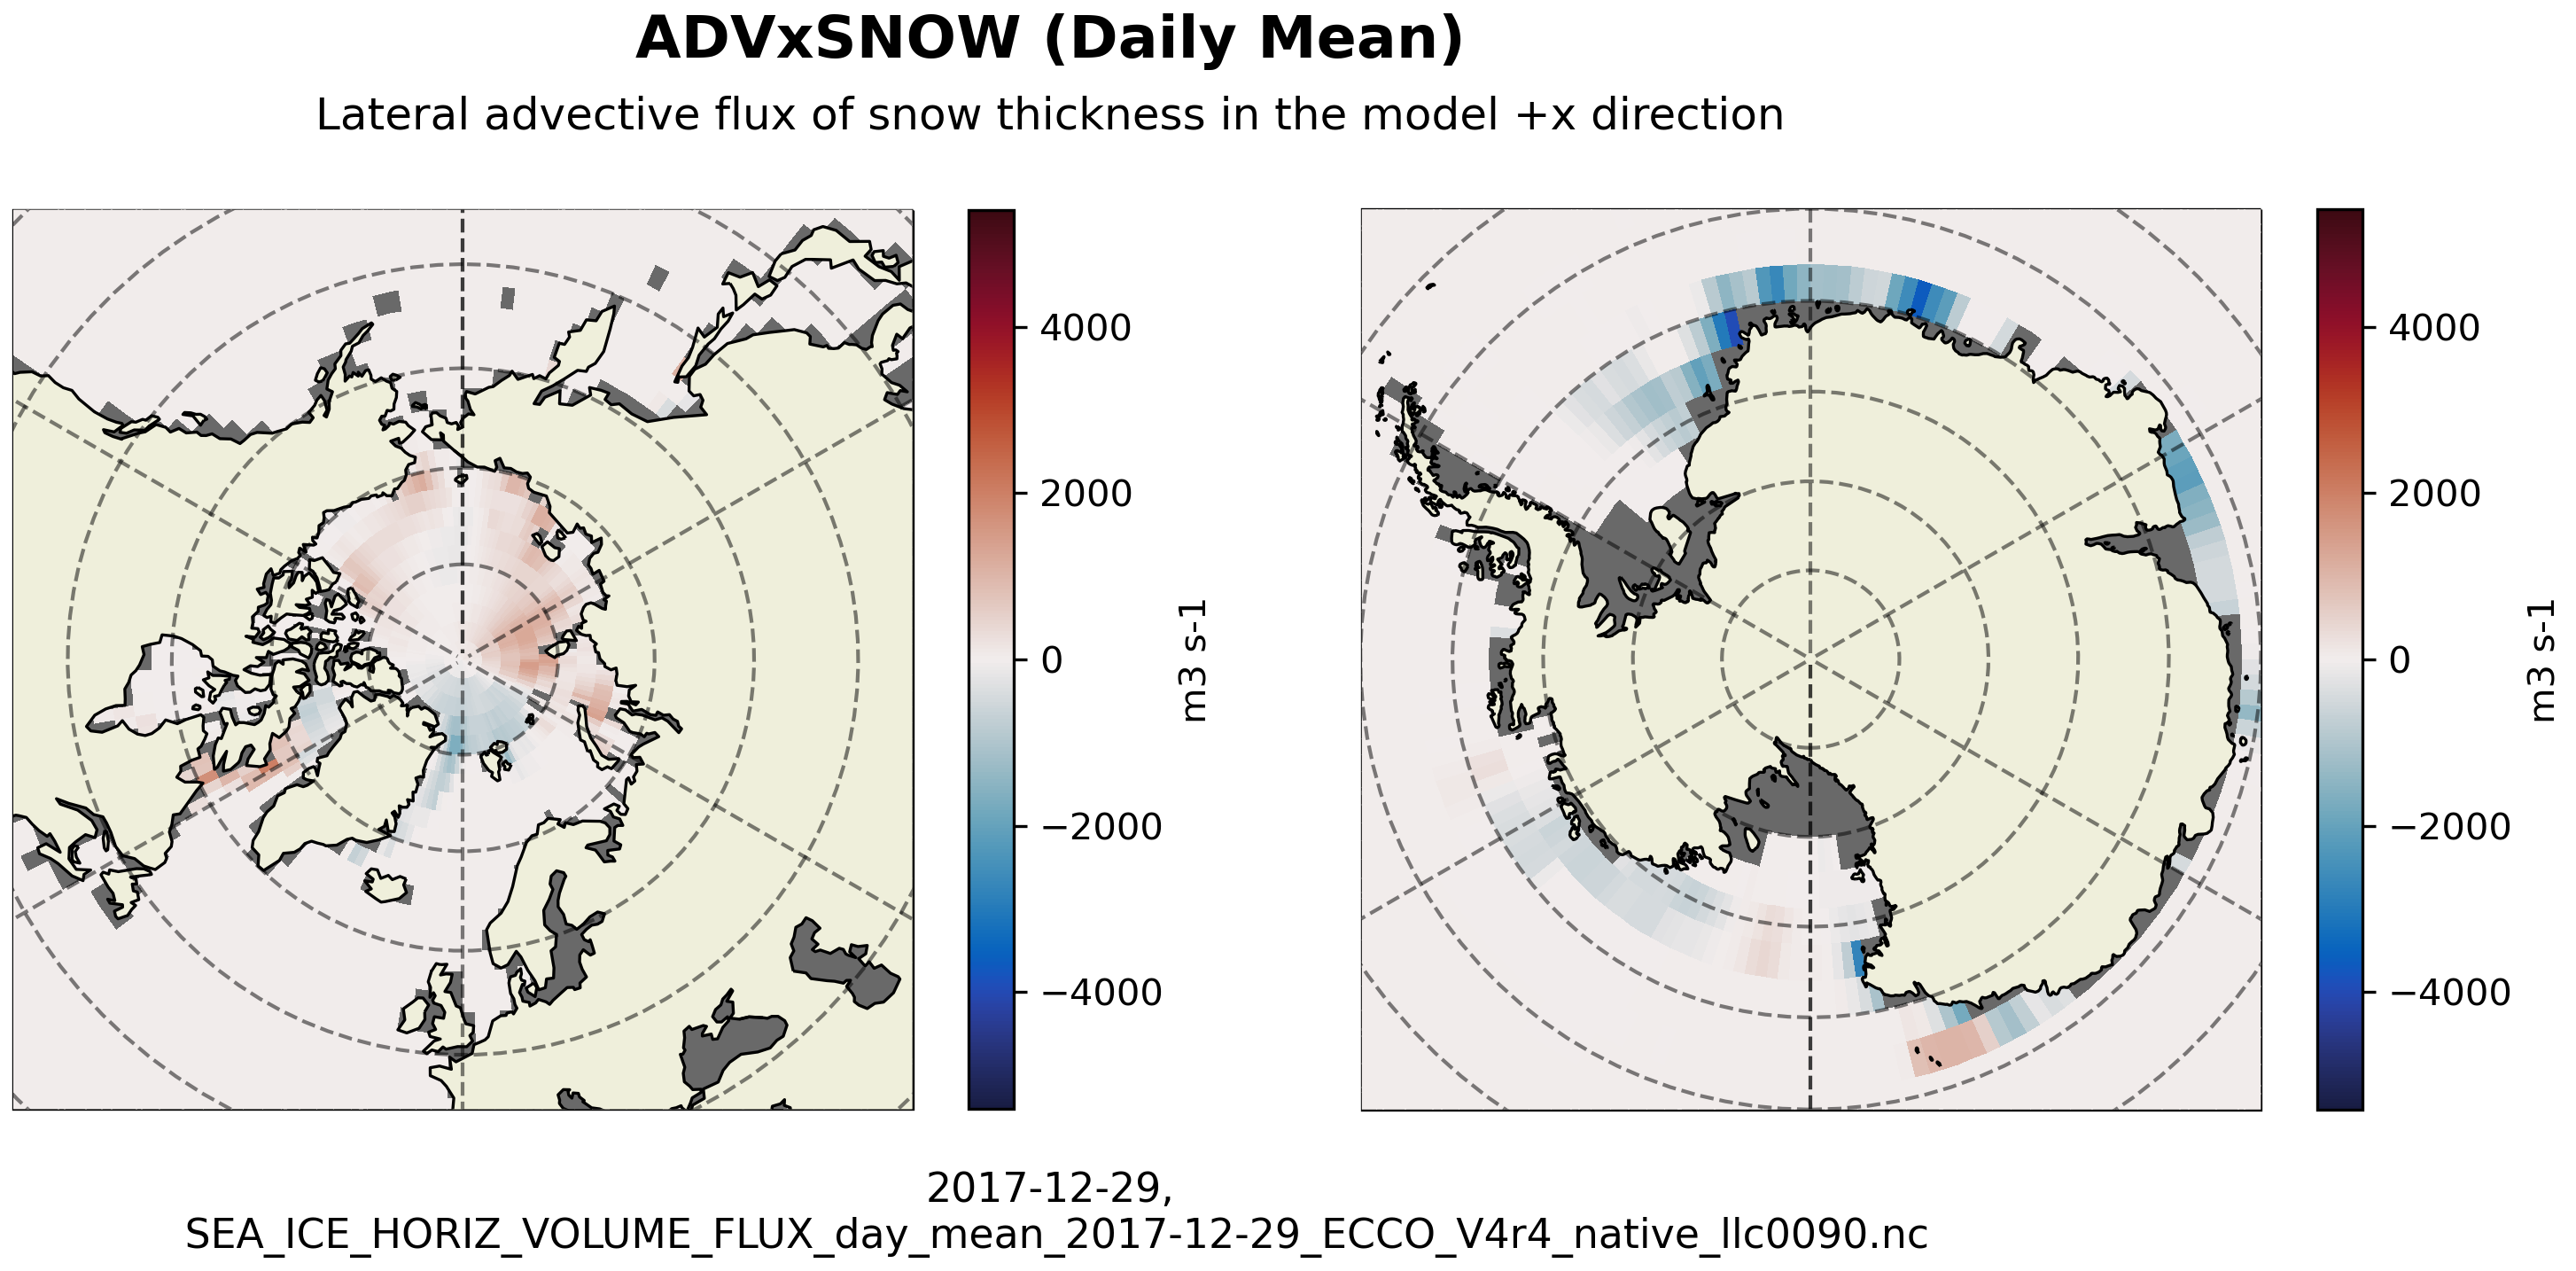 ADVxSNOW (Daily Mean)
Lateral advective flux of snow thickness in the model +x direction
4000
2000
0
−2000
−4000
m3 s-1
4000
2000
0
−2000
−4000
m3 s-1
2017-12-29,
SEA_ICE_HORIZ_VOLUME_FLUX_day_mean_2017-12-29_ECCO_V4r4_native_llc0090.nc